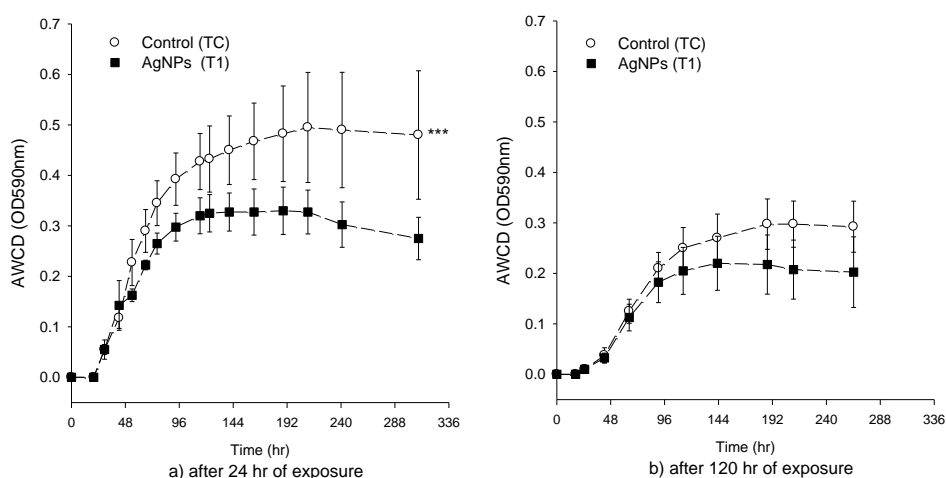 0.7
0.6
0.5
0.4
0.3
0.2
0.1
0.0
AWCD (OD590nm)
Control (TC)
AgNPs (T1)
***
0 48 96 144 192 240 288 336
Time (hr)
a) after 24 hr of exposure
0.7
0.6
0.5
0.4
0.3
0.2
0.1
0.0
AWCD (OD590nm)
Control (TC)
AgNPs (T1)
0 48 96 144 192 240 288 336
Time (hr)
b) after 120 hr of exposure